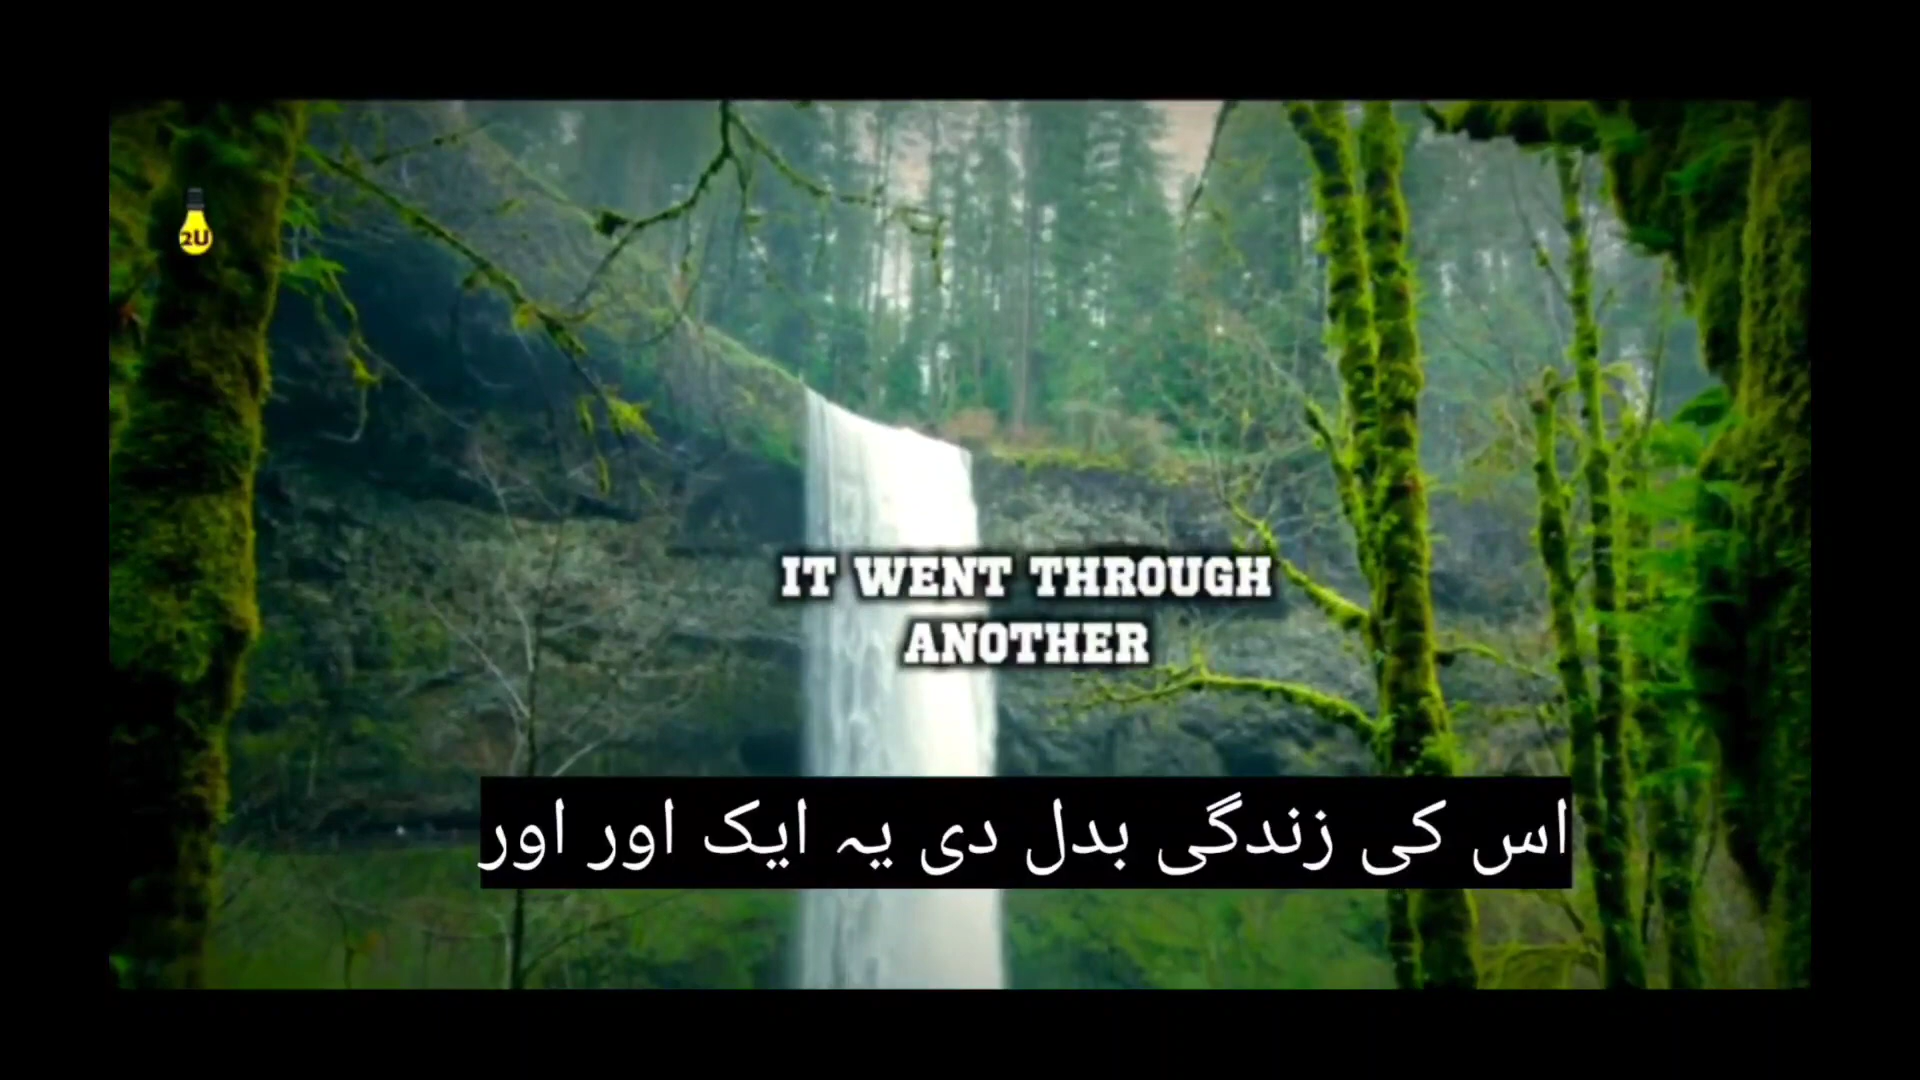 2U
IT WENT THROUGH
ANOTHER
اس کی زندگی بدل دی یہ ایک اور اور